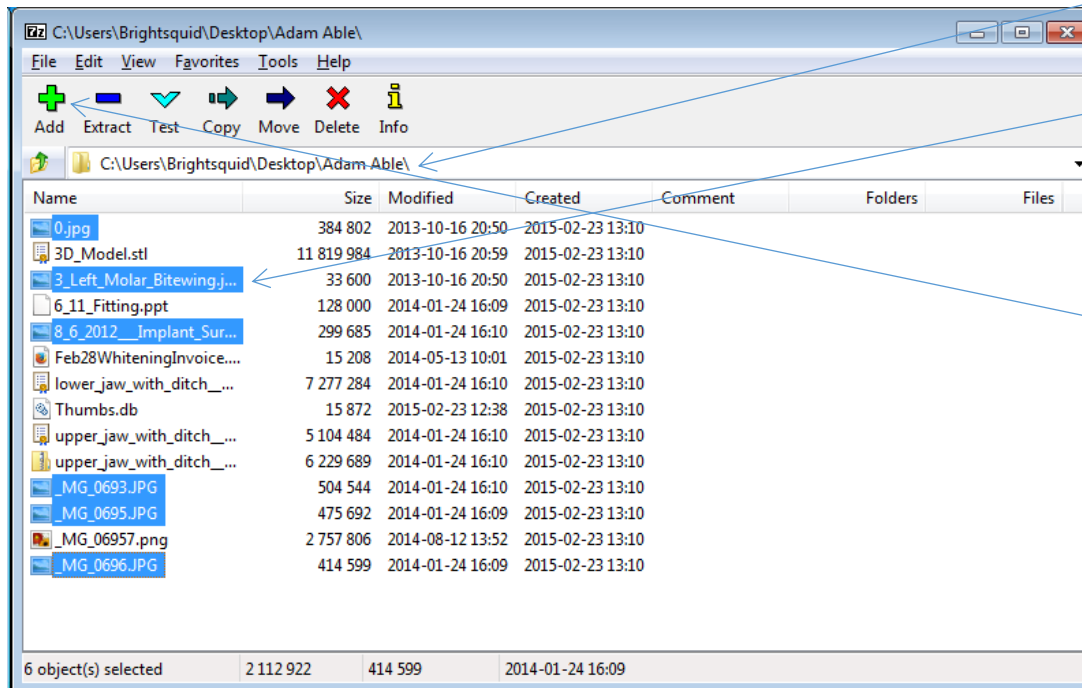 C:\Users\Brightsquid\Desktop\Adam Able\
File Edit View Favorites Tools Help
Add Extract Test Copy Move Delete Info
C:\Users\Brightsquid\Desktop\Adam Able\
Name Size Modified Created Comment Folders Files
0.jpg 384 802 2013-10-16 20:50 2015-02-23 13:10
3D_Model.stl 11 819 984 2013-10-16 20:59 2015-02-23 13:10
3_Left_Molar_Bitewing.j... 33 600 2013-10-16 20:50 2015-02-23 13:10
6_11_Fitting.ppt 128 000 2014-01-24 16:09 2015-02-23 13:10
8_6_2012__Implant_Sur... 299 685 2014-01-24 16:10 2015-02-23 13:10
Feb28WhiteningInvoice.... 15 208 2014-05-13 10:01 2015-02-23 13:10
lower_jaw_with_ditch__... 7 277 284 2014-01-24 16:10 2015-02-23 13:10
Thumbs.db 15 872 2015-02-23 12:38 2015-02-23 13:10
upper_jaw_with_ditch__... 5 104 484 2014-01-24 16:10 2015-02-23 13:10
upper_jaw_with_ditch__... 6 229 689 2014-01-24 16:10 2015-02-23 13:10
_MG_0693.JPG 504 544 2014-01-24 16:10 2015-02-23 13:10
_MG_0695.JPG 475 692 2014-01-24 16:09 2015-02-23 13:10
_MG_06957.png 2 757 806 2014-08-12 13:52 2015-02-23 13:10
_MG_0696.JPG 414 599 2014-01-24 16:09 2015-02-23 13:10
6 object(s) selected 2 112 922 414 599 2014-01-24 16:09